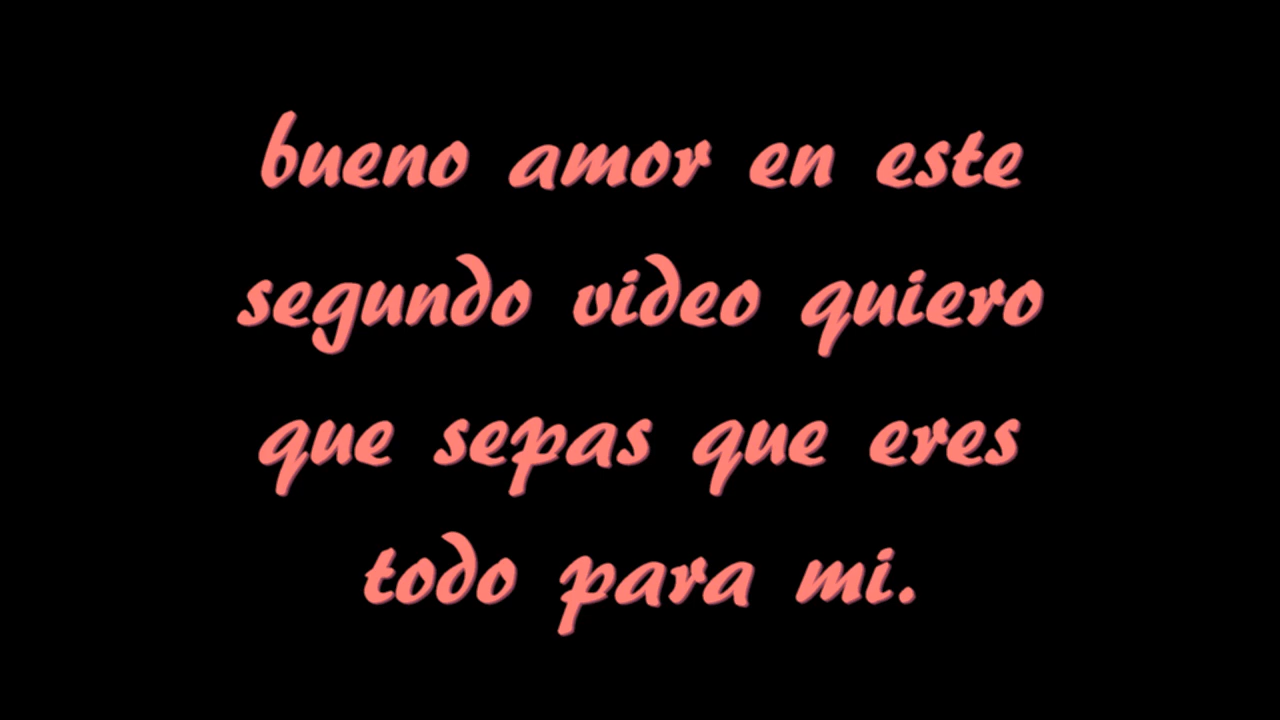 bueno amor en este
segundo video quiero
que sepas que eres
todo para mi.